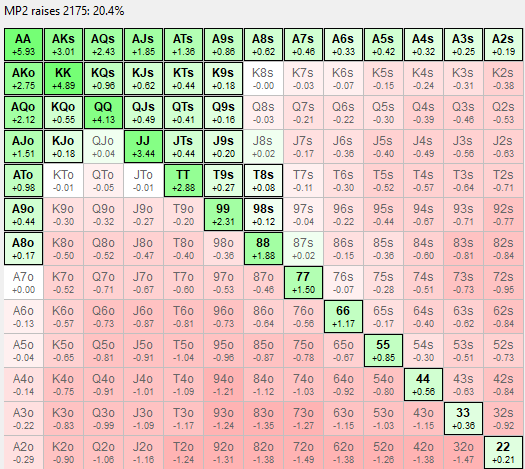 MP2 raises 2175: 20.4%
AA AKs AQs AJs ATs A9s A8s A7s A6s A5s A4s A3s A2s
+5.93 +3.01 +2.43 +1.85 +1.36 +0.86 +0.62 +0.46 +0.33 +0.42 +0.32 +0.25 +0.19
AKo KK KQs KJs KTs K9s K8s K7s K6s K5s K4s K3s K2s
+2.75 +4.89 +0.96 +0.62 +0.44 +0.18 -0.00 -0.03 -0.07 -0.15 -0.24 -0.31 -0.38
AQo KQo QQ QJs QTs Q9s Q8s Q7s Q6s Q5s Q4s Q3s Q2s
+2.12 +0.55 +4.13 +0.49 +0.41 +0.16 -0.03 -0.21 -0.22 -0.30 -0.39 -0.46 -0.53
AJo KJo QJo JJ JTs J9s J8s J7s J6s J5s J4s J3s J2s
+1.51 +0.18 +0.04 +3.44 +0.44 +0.20 +0.02 -0.17 -0.36 -0.40 -0.49 -0.56 -0.63
ATo KTo QTo JTo TT T9s T8s T7s T6s T5s T4s T3s T2s
+0.98 -0.01 -0.05 -0.01 +2.88 +0.27 +0.08 -0.11 -0.30 -0.52 -0.57 -0.64 -0.71
A9o K9o Q9o J9o T9o 99 98s 97s 96s 95s 94s 93s 92s
+0.44 -0.30 -0.32 -0.27 -0.20 +2.31 +0.12 -0.04 -0.22 -0.44 -0.67 -0.71 -0.77
A8o K8o Q8o J8o T8o 98o 88 87s 86s 85s 84s 83s 82s
+0.17 -0.50 -0.52 -0.47 -0.40 -0.36 +1.88 +0.02 -0.15 -0.36 -0.60 -0.81 -0.84
A7o K7o Q7o J7o T7o 97o 87o 77 76s 75s 74s 73s 72s
+0.00 -0.52 -0.71 -0.67 -0.60 -0.53 -0.46 +1.50 -0.07 -0.28 -0.51 -0.73 -0.95
A6o K6o Q6o J6o T6o 96o 86o 76o 66 65s 64s 63s 62s
-0.13 -0.57 -0.73 -0.87 -0.81 -0.73 -0.64 -0.56 +1.17 -0.17 -0.40 -0.62 -0.84
A5o K5o Q5o J5o T5o 95o 85o 75o 65o 55 54s 53s 52s
-0.04 -0.65 -0.81 -0.91 -1.04 -0.96 -0.87 -0.78 -0.67 +0.85 -0.30 -0.51 -0.73
A4o K4o Q4o J4o T4o 94o 84o 74o 64o 54o 44 43s 42s
-0.14 -0.75 -0.91 -1.01 -1.09 -1.21 -1.12 -1.03 -0.92 -0.80 +0.56 -0.63 -0.84
A3o K3o Q3o J3o T3o 93o 83o 73o 63o 53o 43o 33 32s
-0.22 -0.83 -0.99 -1.09 -1.17 -1.24 -1.35 -1.27 -1.15 -1.03 -1.15 +0.36 -0.92
A2o K2o Q2o J2o T2o 92o 82o 72o 62o 52o 42o 32o 22
-0.29 -0.90 -1.06 -1.16 -1.24 -1.31 -1.38 -1.49 -1.38 -1.26 -1.38 -1.47 +0.21